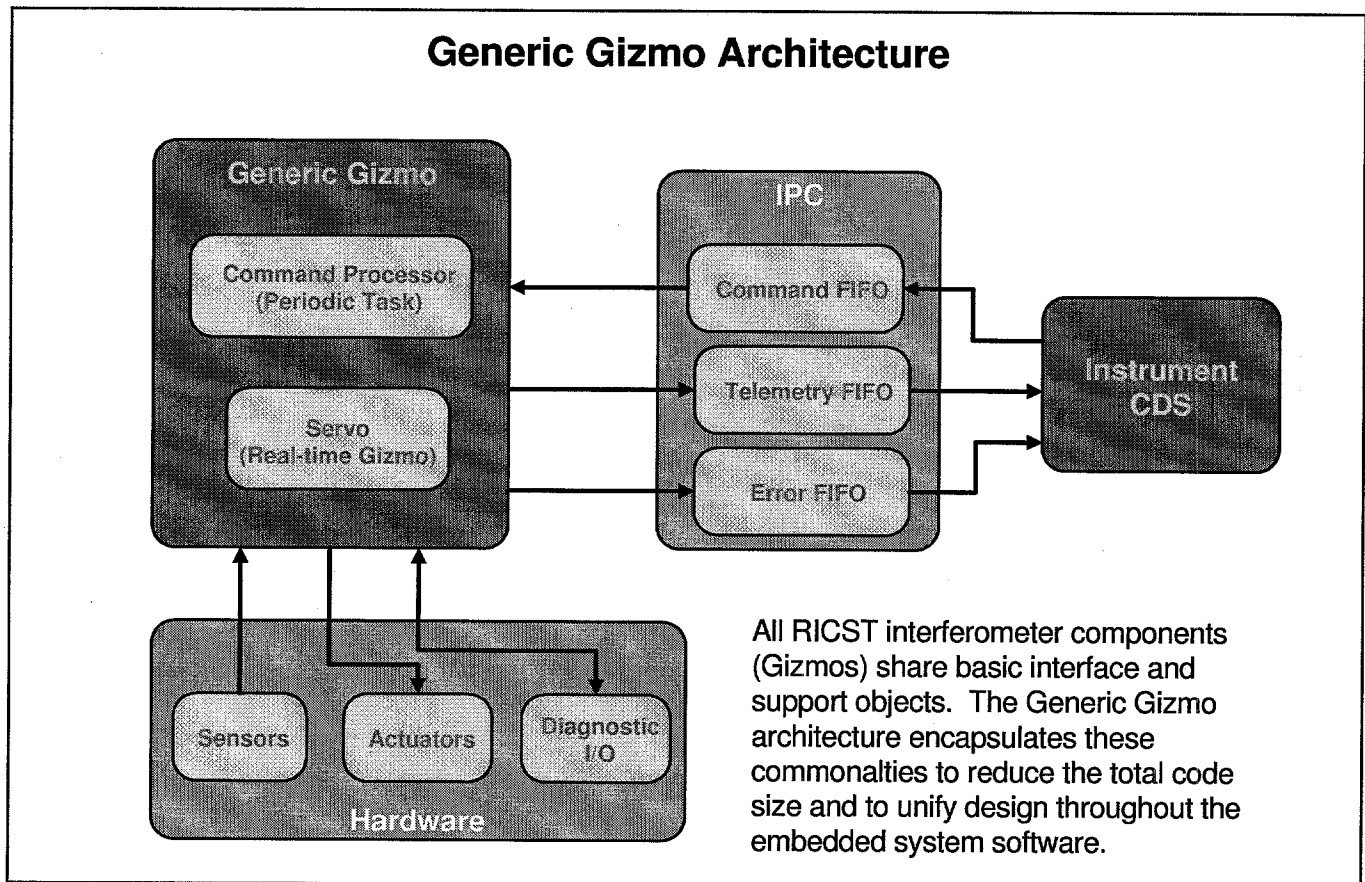 Generic Gizmo Architecture
Generic Gizmo
Command Processor
(Periodic Task)
Servo
(Real-time Gizmo)
IPC
Command FIFO
Telemetry FIFO
Error FIFO
Instrument
CDS
Sensors
Actuators
Diagnostic
I/O
Hardware
All RICST interferometer components
(Gizmos) share basic interface and
support objects.  The Generic Gizmo
architecture encapsulates these
commonalties to reduce the total code
size and to unify design throughout the
embedded system software.